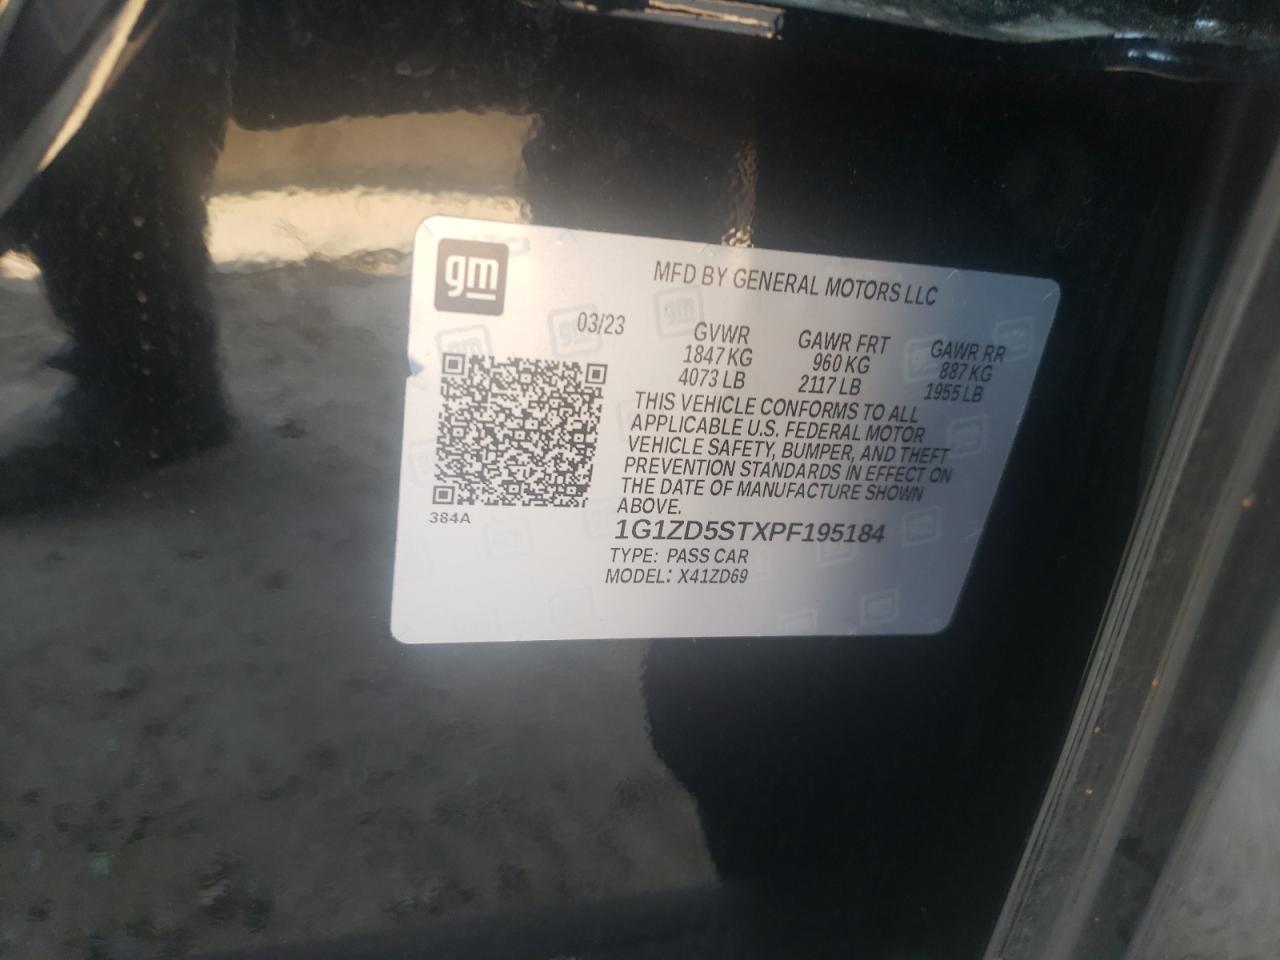 gm
MFD BY GENERAL MOTORS LLC
03/23
GVWR GAWR FRT GAWR RR
1847 KG 960 KG 887 KG
4073 LB 2117 LB 1955 LB
THIS VEHICLE CONFORMS TO ALL
APPLICABLE U.S. FEDERAL MOTOR
VEHICLE SAFETY, BUMPER, AND THEFT
PREVENTION STANDARDS IN EFFECT ON
THE DATE OF MANUFACTURE SHOWN
ABOVE.
384A
1G1ZD5STXPF195184
TYPE: PASS CAR
MODEL: X41ZD69